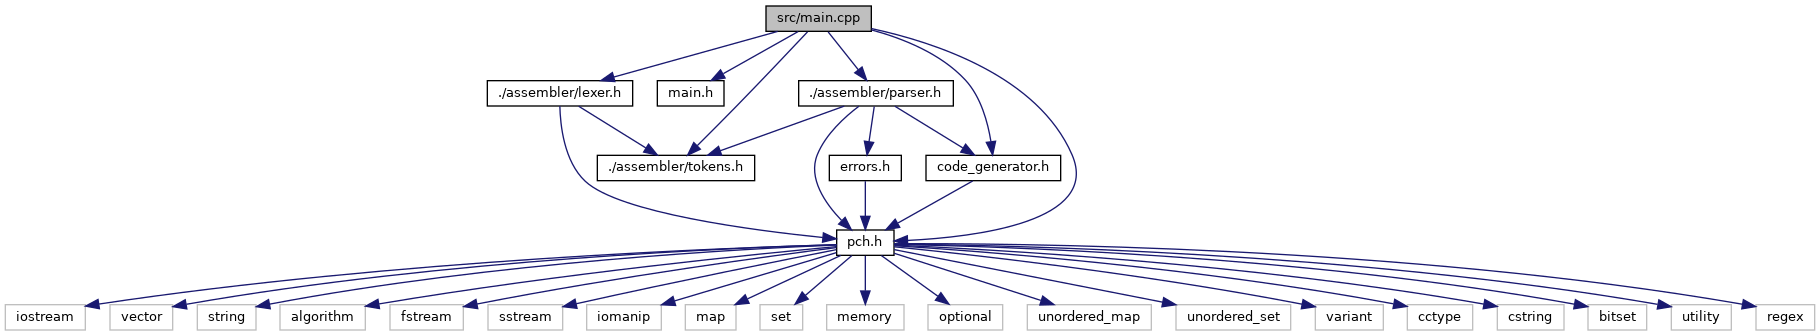 src/main.cpp
./assembler/lexer.h
main.h
./assembler/parser.h
./assembler/tokens.h
errors.h
code_generator.h
pch.h
iostream
vector
string
algorithm
fstream
sstream
iomanip
map
set
memory
optional
unordered_map
unordered_set
variant
cctype
cstring
bitset
utility
regex